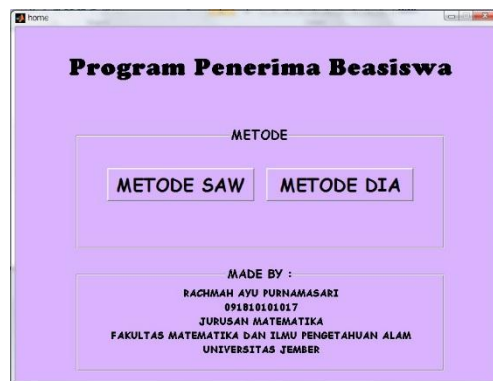 home
Program Penerima Beasiswa
METODE
METODE SAW METODE DIA
MADE BY :
RACHMAH AYU PURNAMASARI
091810101017
JURUSAN MATEMATIKA
FAKULTAS MATEMATIKA DAN ILMU PENGETAHUAN ALAM
UNIVERSITAS JEMBER